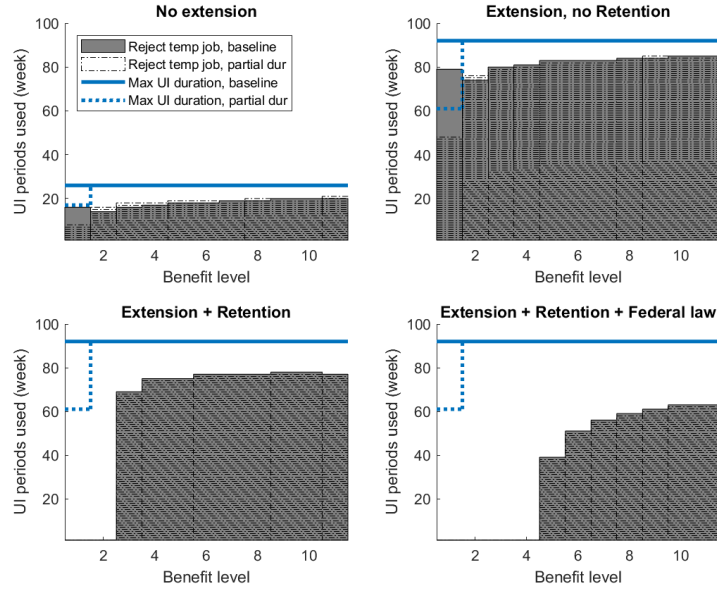 No extension
100
80
60
40
20
UI periods used (week)
Reject temp job, baseline
Reject temp job, partial dur
Max UI duration, baseline
Max UI duration, partial dur
2 4 6 8 10
Benefit level
Extension, no Retention
100
80
60
40
20
UI periods used (week)
2 4 6 8 10
Benefit level
Extension + Retention
100
80
60
40
20
UI periods used (week)
2 4 6 8 10
Benefit level
Extension + Retention + Federal law
100
80
60
40
20
UI periods used (week)
2 4 6 8 10
Benefit level